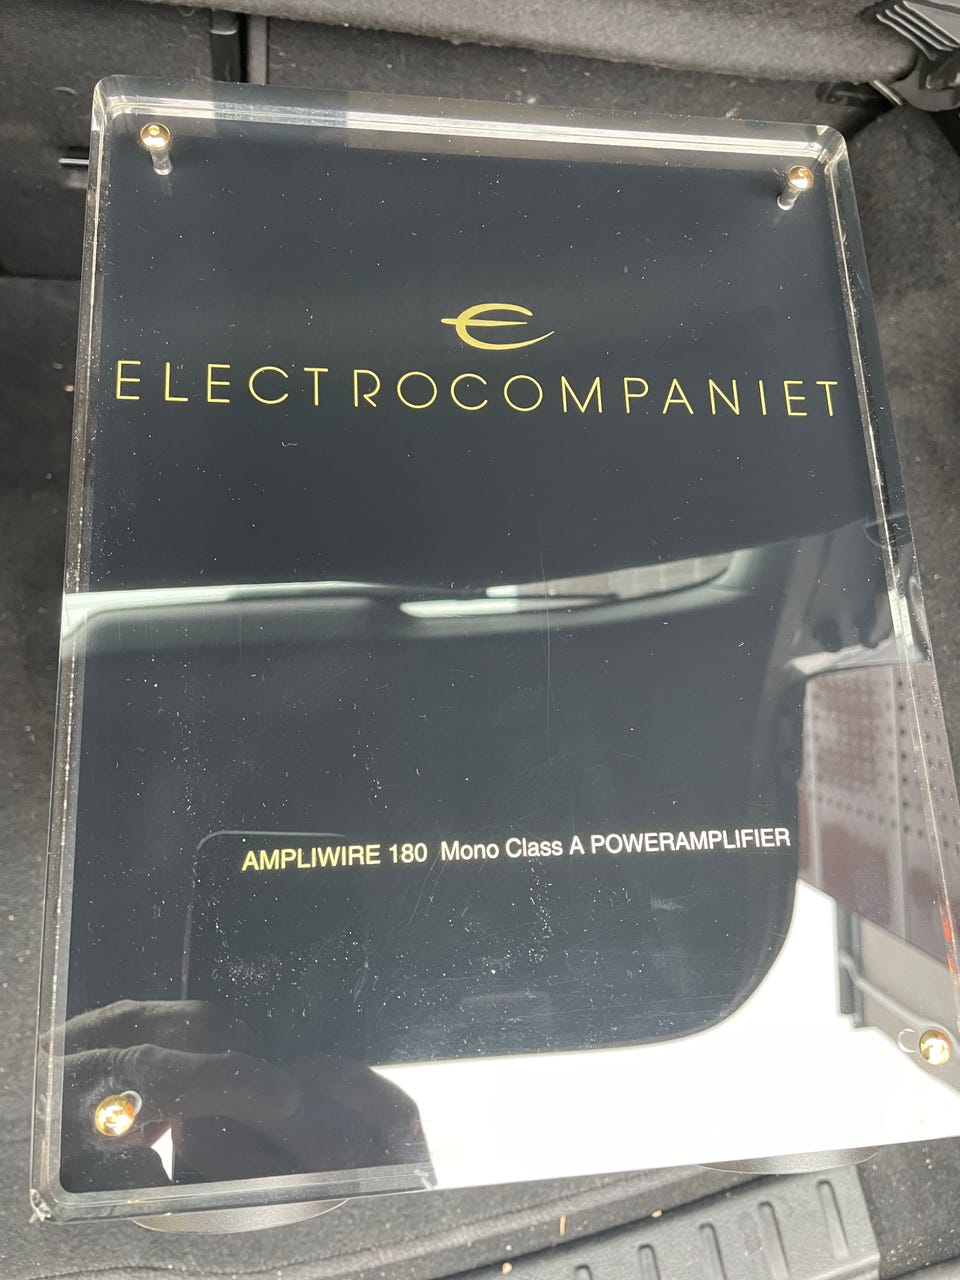 ELECTROCOMPANIET
AMPLIWIRE 180 Mono Class A POWERAMPLIFIER